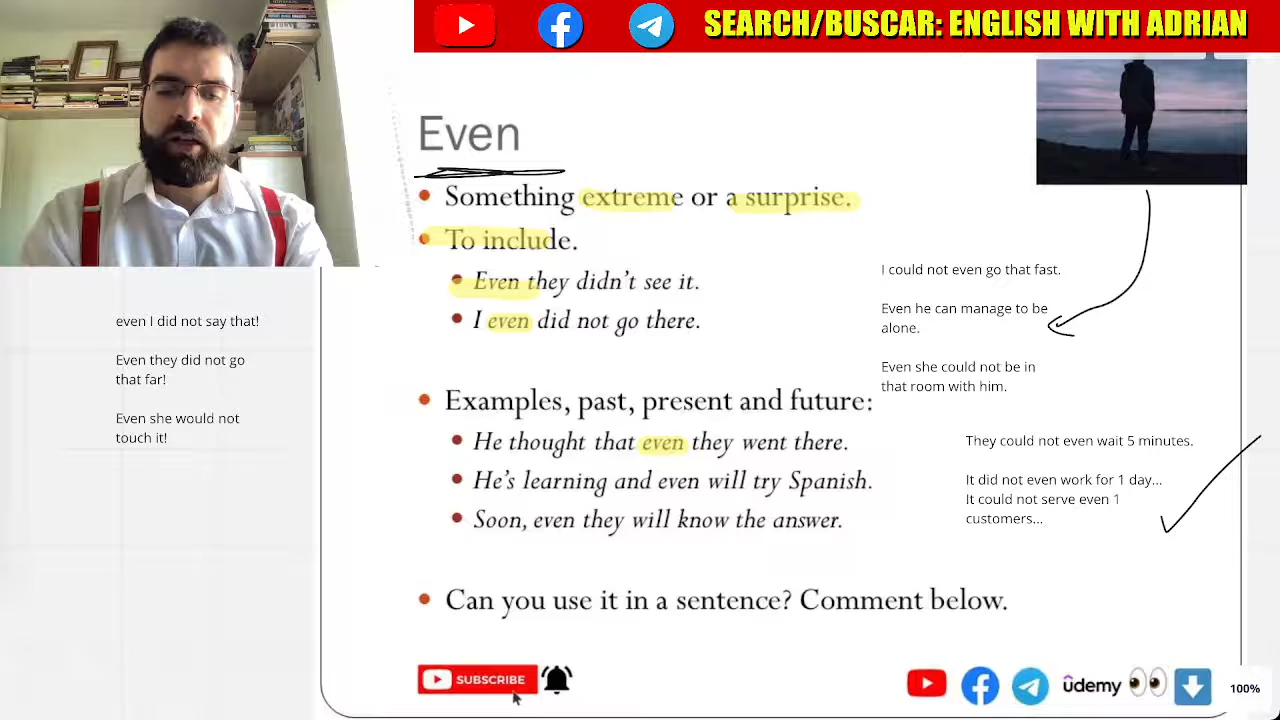 SEARCH/BUSCAR: ENGLISH WITH ADRIAN
Even
Something extreme or a surprise.
To include.
Even they didn't see it.
I even did not go there.
Examples, past, present and future:
He thought that even they went there.
He's learning and even will try Spanish.
Soon, even they will know the answer.
Can you use it in a sentence? Comment below.
even I did not say that!
Even they did not go
that far!
Even she would not
touch it!
I could not even go that fast.
Even he can manage to be
alone.
Even she could not be in
that room with him.
They could not even wait 5 minutes.
It did not even work for 1 day...
It could not serve even 1
customers...
SUBSCRIBE
ûdemy
100%